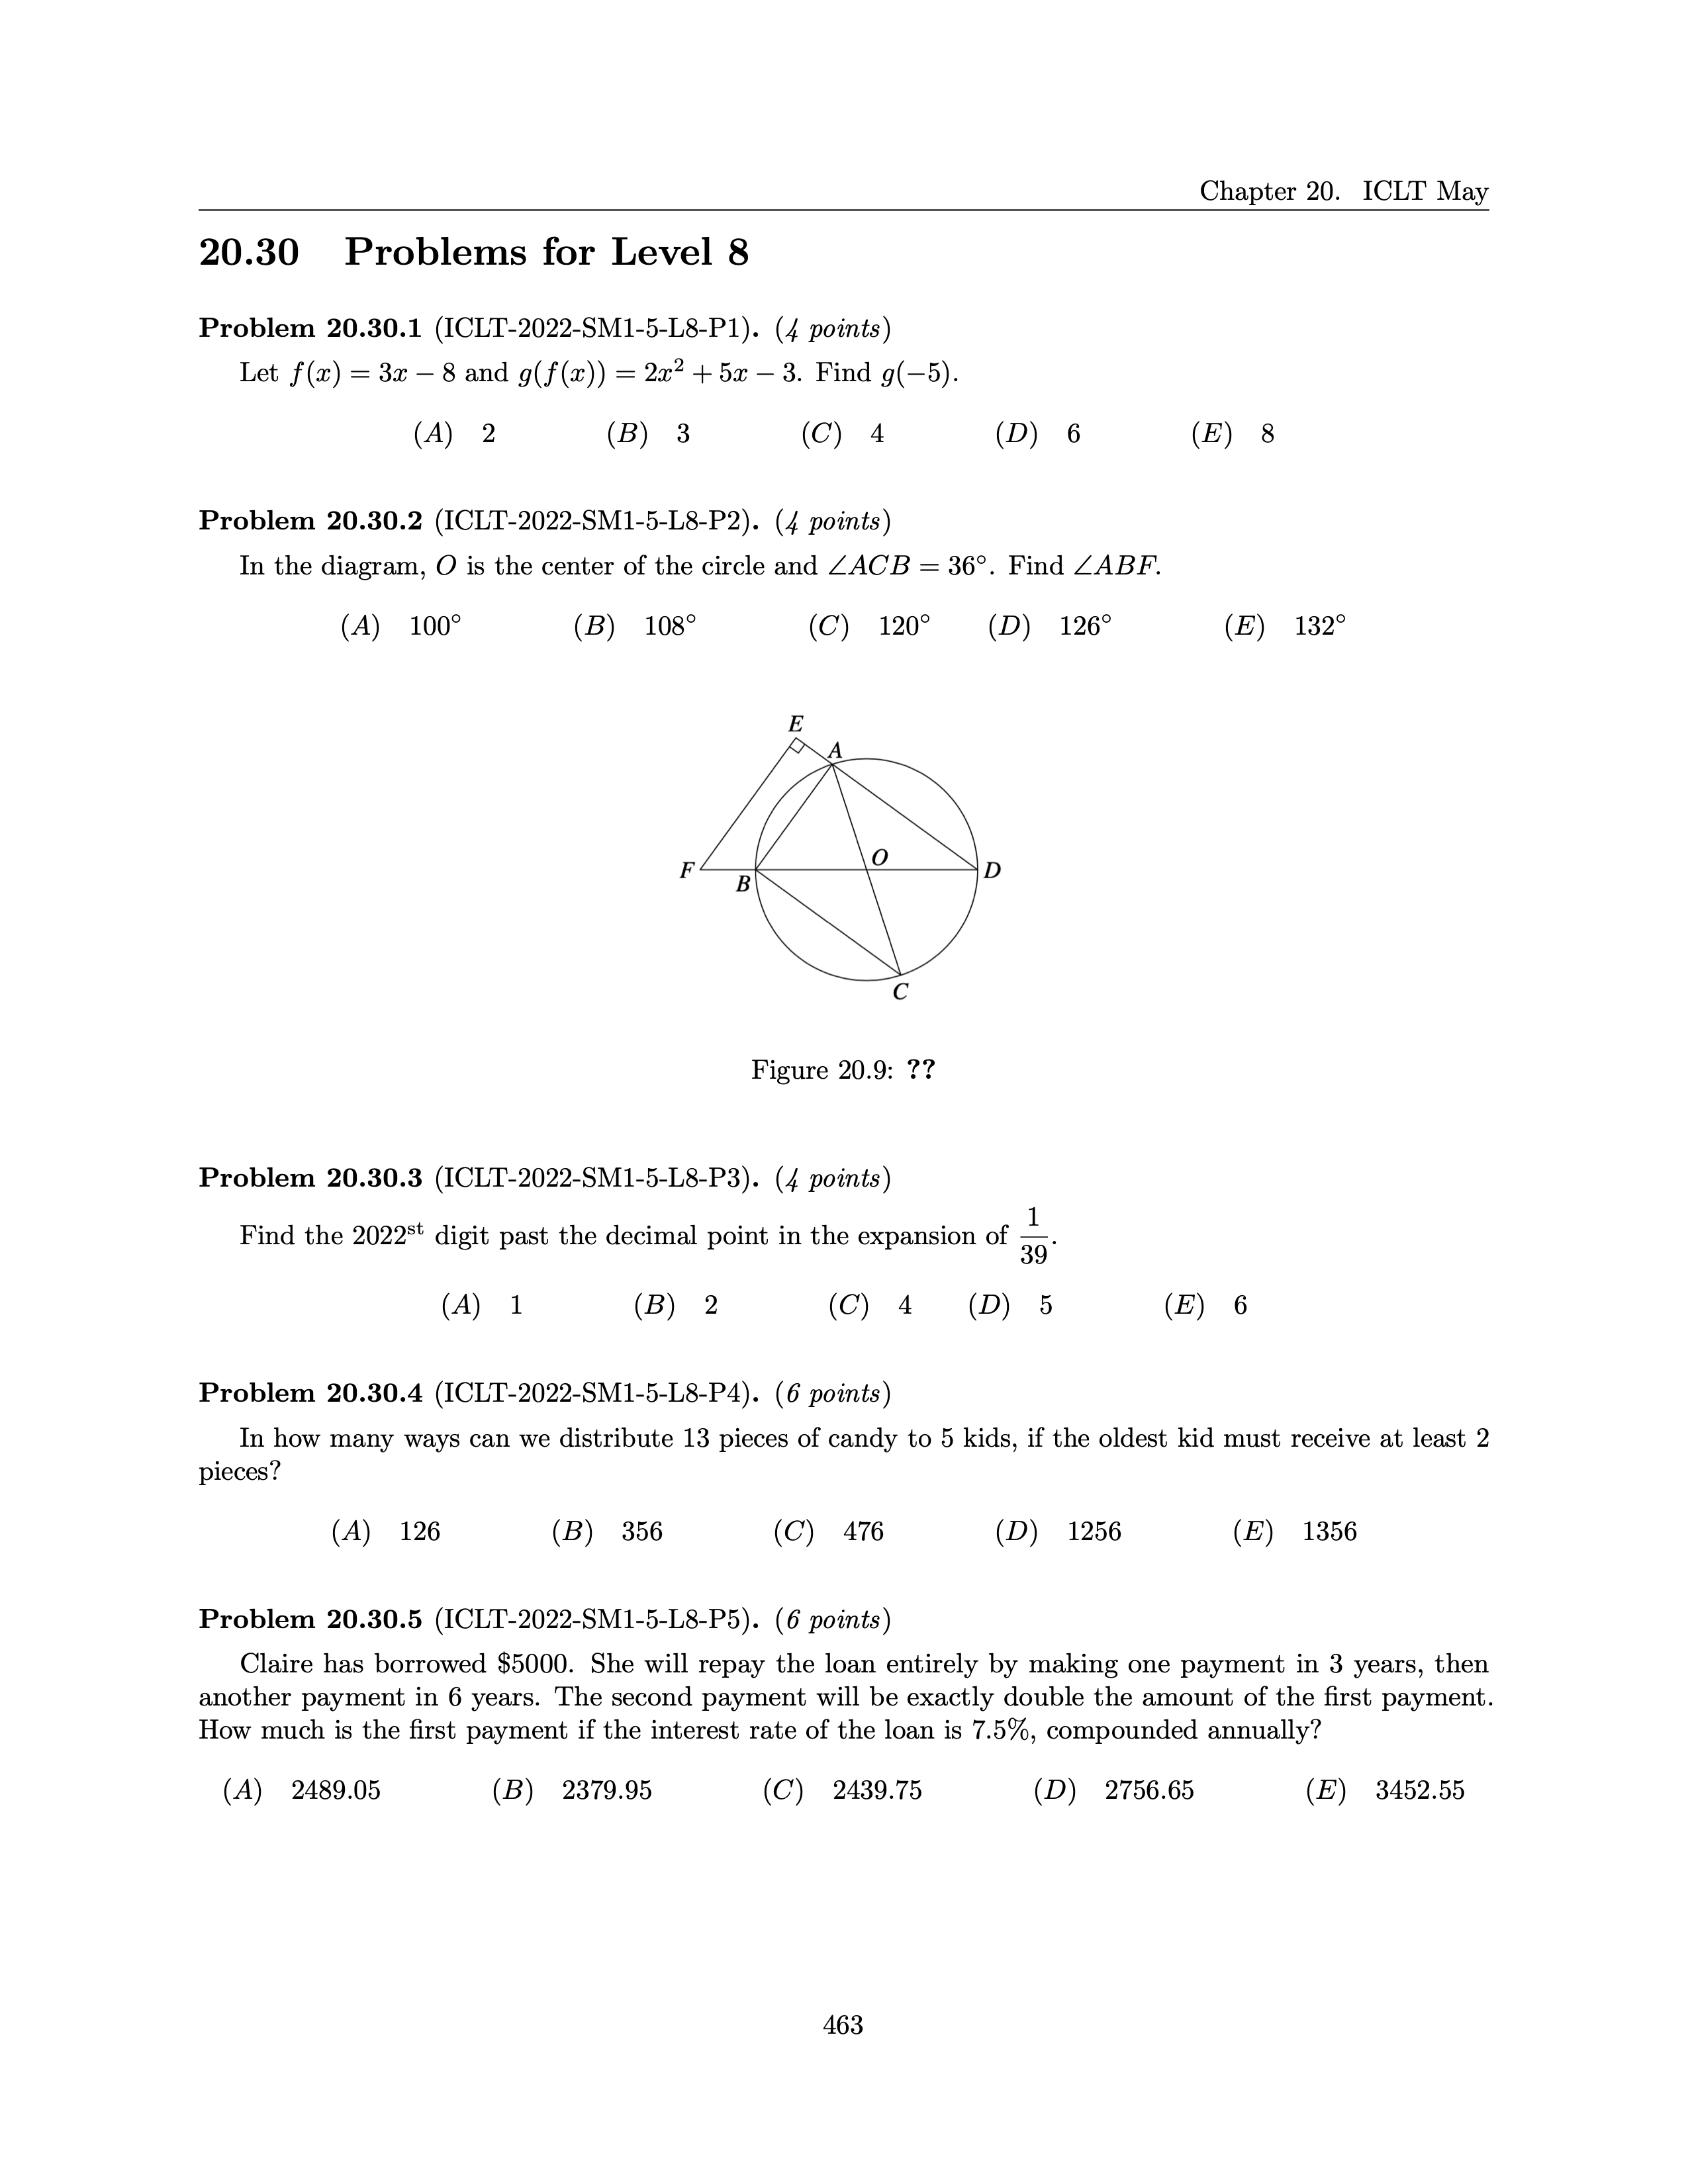 Chapter 20. ICLT May
20.30 Problems for Level 8
Problem 20.30.1 (ICLT-2022-SM1-5-L8-P1). (4 points)
Let f(x) = 3x − 8 and g(f(x)) = 2x² + 5x − 3. Find g(−5).
(A) 2 (B) 3 (C) 4 (D) 6 (E) 8
Problem 20.30.2 (ICLT-2022-SM1-5-L8-P2). (4 points)
In the diagram, O is the center of the circle and ∠ACB = 36°. Find ∠ABF.
(A) 100° (B) 108° (C) 120° (D) 126° (E) 132°
E
A
O
F
B
D
C
Figure 20.9: ??
Problem 20.30.3 (ICLT-2022-SM1-5-L8-P3). (4 points)
Find the 2022ˢᵗ digit past the decimal point in the expansion of 1/39.
(A) 1 (B) 2 (C) 4 (D) 5 (E) 6
Problem 20.30.4 (ICLT-2022-SM1-5-L8-P4). (6 points)
In how many ways can we distribute 13 pieces of candy to 5 kids, if the oldest kid must receive at least 2
pieces?
(A) 126 (B) 356 (C) 476 (D) 1256 (E) 1356
Problem 20.30.5 (ICLT-2022-SM1-5-L8-P5). (6 points)
Claire has borrowed $5000. She will repay the loan entirely by making one payment in 3 years, then
another payment in 6 years. The second payment will be exactly double the amount of the first payment.
How much is the first payment if the interest rate of the loan is 7.5%, compounded annually?
(A) 2489.05 (B) 2379.95 (C) 2439.75 (D) 2756.65 (E) 3452.55
463